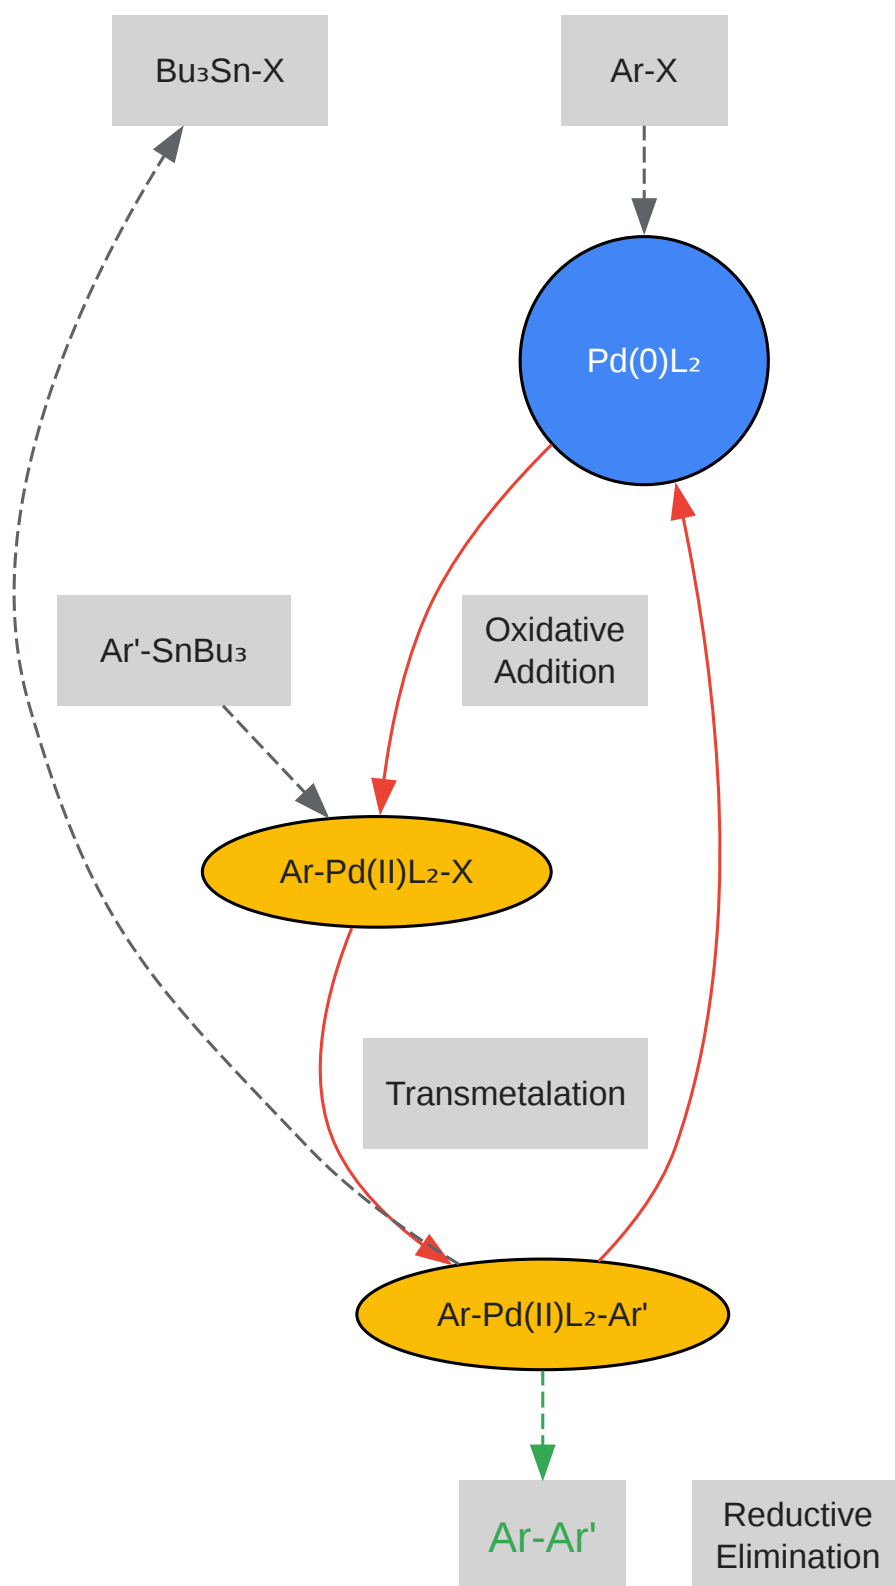 Bu₃Sn-X
Ar-X
Pd(0)L₂
Ar'-SnBu₃
Oxidative
Addition
Ar-Pd(II)L₂-X
Transmetalation
Ar-Pd(II)L₂-Ar'
Ar-Ar'
Reductive
Elimination